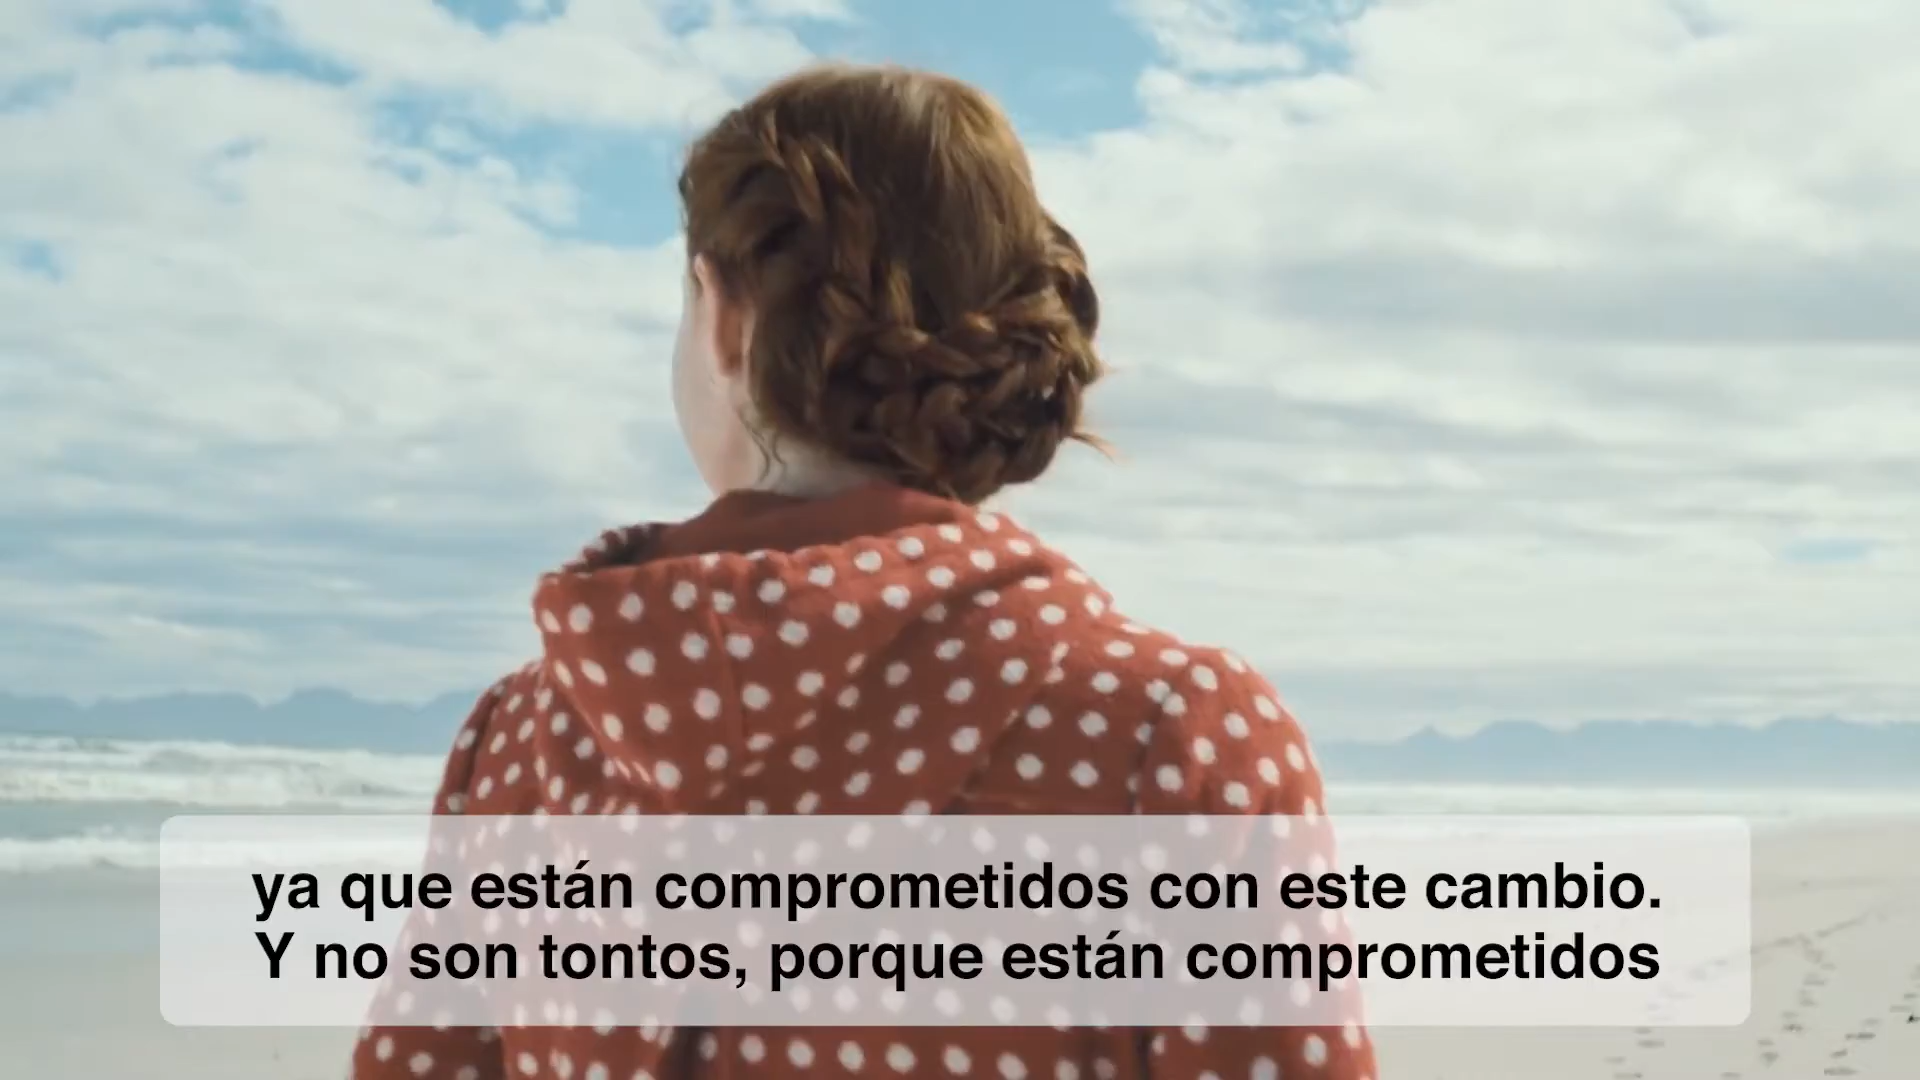 ya que están comprometidos con este cambio.
Y no son tontos, porque están comprometidos